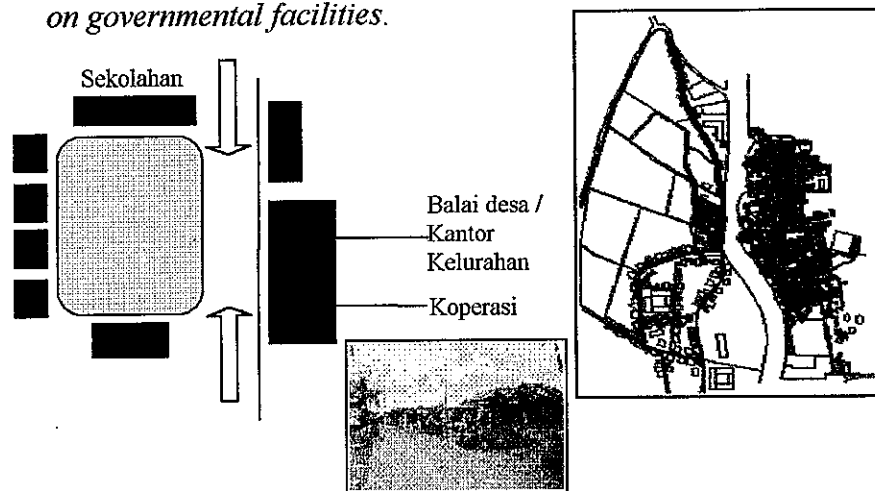 on governmental facilities.
Sekolahan
Balai desa /
Kantor
Kelurahan
Koperasi